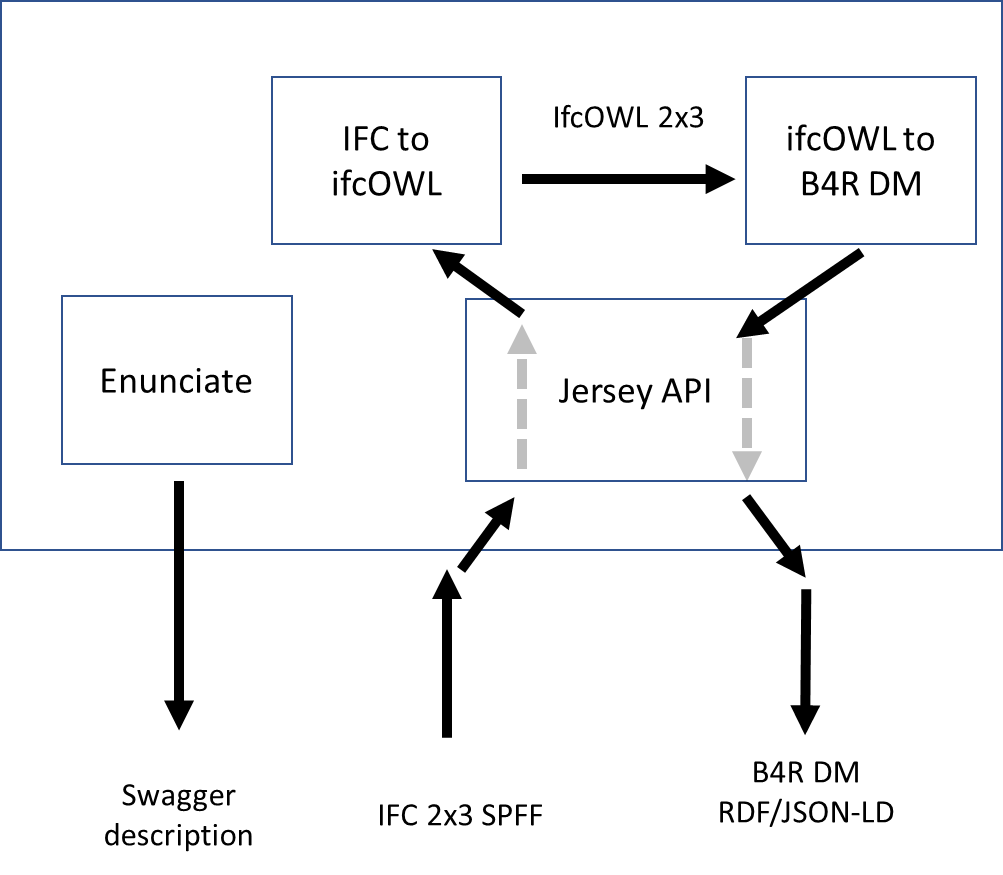 IfcOWL 2x3
IFC to
ifcOWL
ifcOWL to
B4R DM
Enunciate
Jersey API
Swagger
description
IFC 2x3 SPFF
B4R DM
RDF/JSON-LD